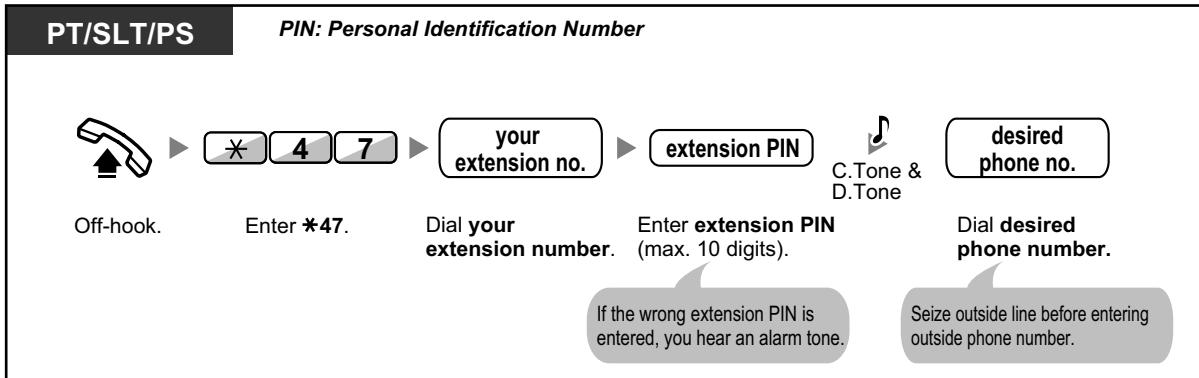 PT/SLT/PS
PIN: Personal Identification Number
* 4 7
your
extension no.
extension PIN
C.Tone &
D.Tone
desired
phone no.
Off-hook.
Enter *47.
Dial your
extension number.
Enter extension PIN
(max. 10 digits).
Dial desired
phone number.
If the wrong extension PIN is
entered, you hear an alarm tone.
Seize outside line before entering
outside phone number.